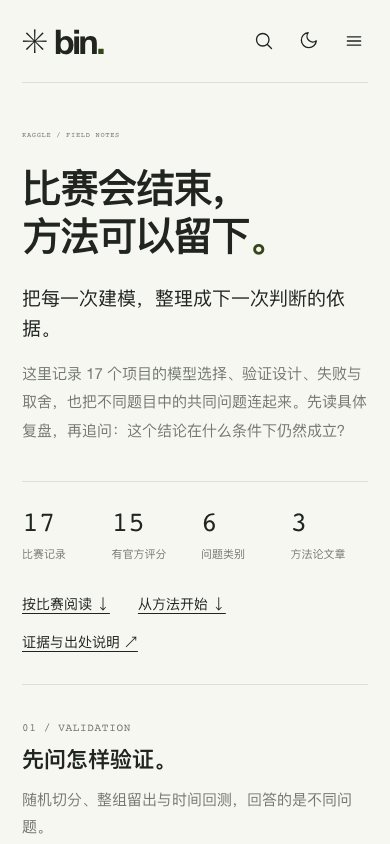 bin.
KAGGLE / FIELD NOTES
比赛会结束，
方法可以留下。
把每一次建模，整理成下一次判断的依
据。
这里记录 17 个项目的模型选择、验证设计、失败与
取舍，也把不同题目中的共同问题连起来。先读具体
复盘，再追问：这个结论在什么条件下仍然成立？
17 15 6 3
比赛记录 有官方评分 问题类别 方法论文章
按比赛阅读 ↓ 从方法开始 ↓
证据与出处说明 ↗
01 / VALIDATION
先问怎样验证。
随机切分、整组留出与时间回测，回答的是不同问
题。